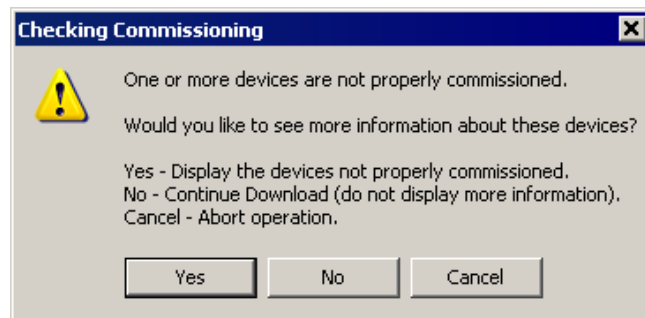 Checking Commissioning
One or more devices are not properly commissioned.
Would you like to see more information about these devices?
Yes - Display the devices not properly commissioned.
No - Continue Download (do not display more information).
Cancel - Abort operation.
Yes
No
Cancel